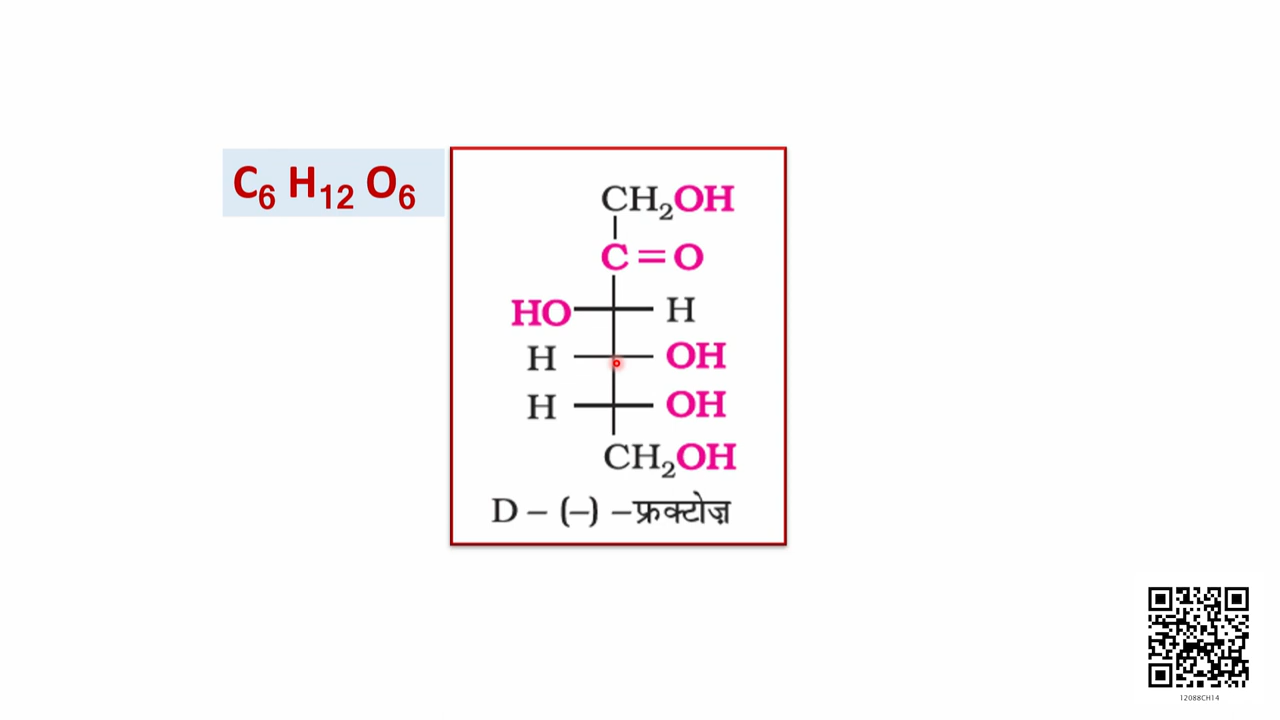 C₆ H₁₂ O₆
CH₂OH
C=O
HO H
H OH
H OH
CH₂OH
D – (–) –फ्रक्टोज़
12088CH14